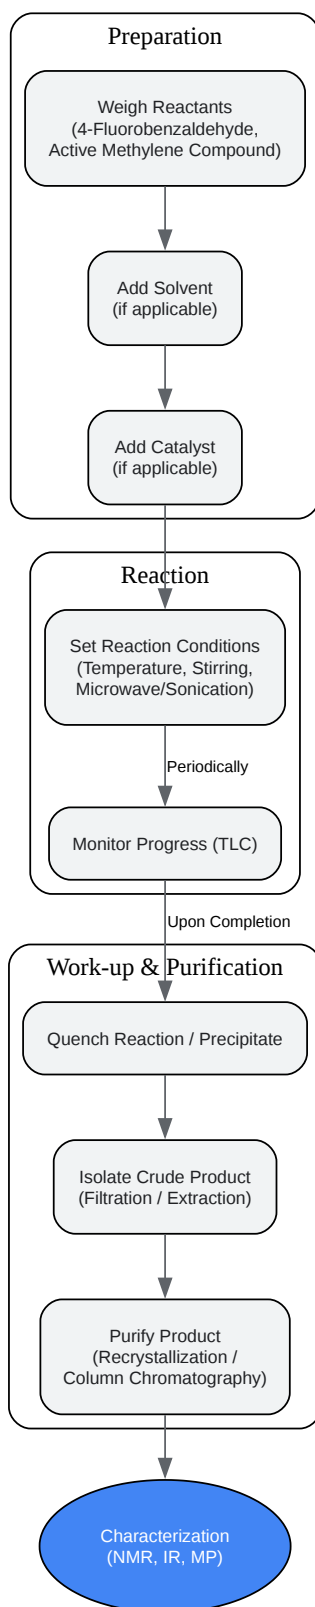 Preparation
Weigh Reactants
(4-Fluorobenzaldehyde,
Active Methylene Compound)
Add Solvent
(if applicable)
Add Catalyst
(if applicable)
Reaction
Set Reaction Conditions
(Temperature, Stirring,
Microwave/Sonication)
Periodically
Monitor Progress (TLC)
Upon Completion
Work-up & Purification
Quench Reaction / Precipitate
Isolate Crude Product
(Filtration / Extraction)
Purify Product
(Recrystallization /
Column Chromatography)
Characterization
(NMR, IR, MP)